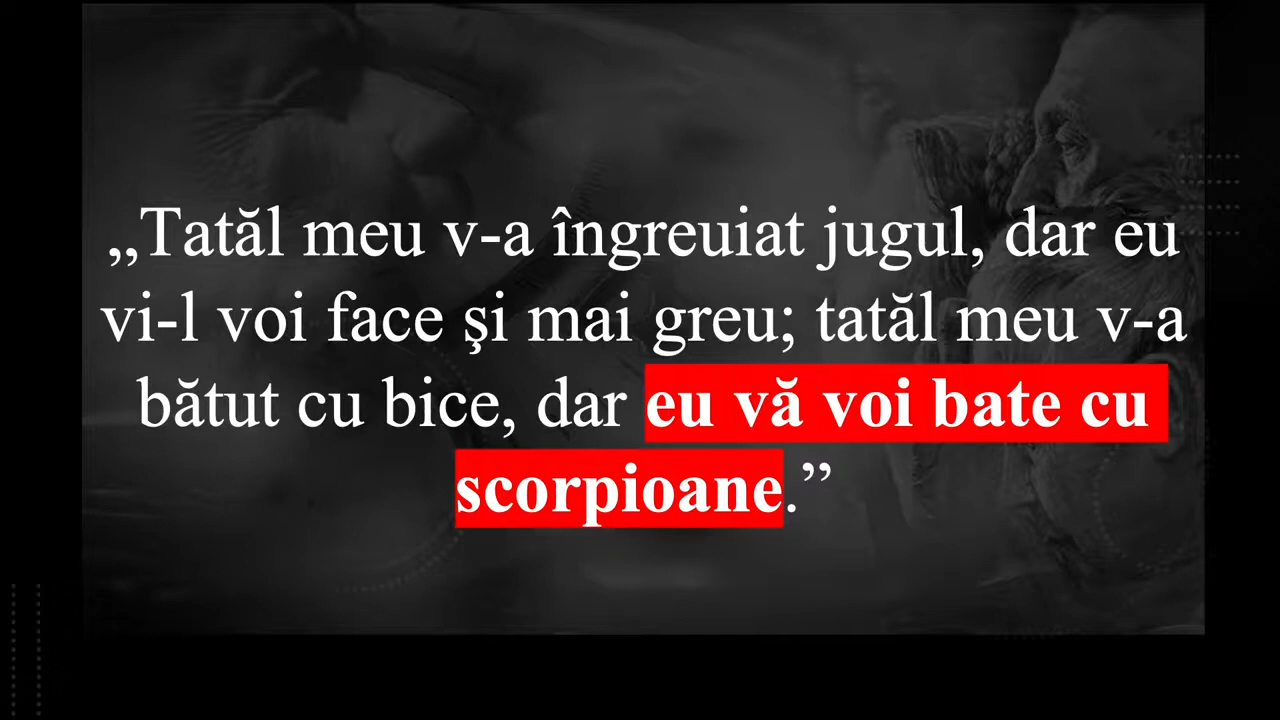 „Tatăl meu v-a îngreuiat jugul, dar eu
vi-l voi face şi mai greu; tatăl meu v-a
bătut cu bice, dar eu vă voi bate cu
scorpioane.”